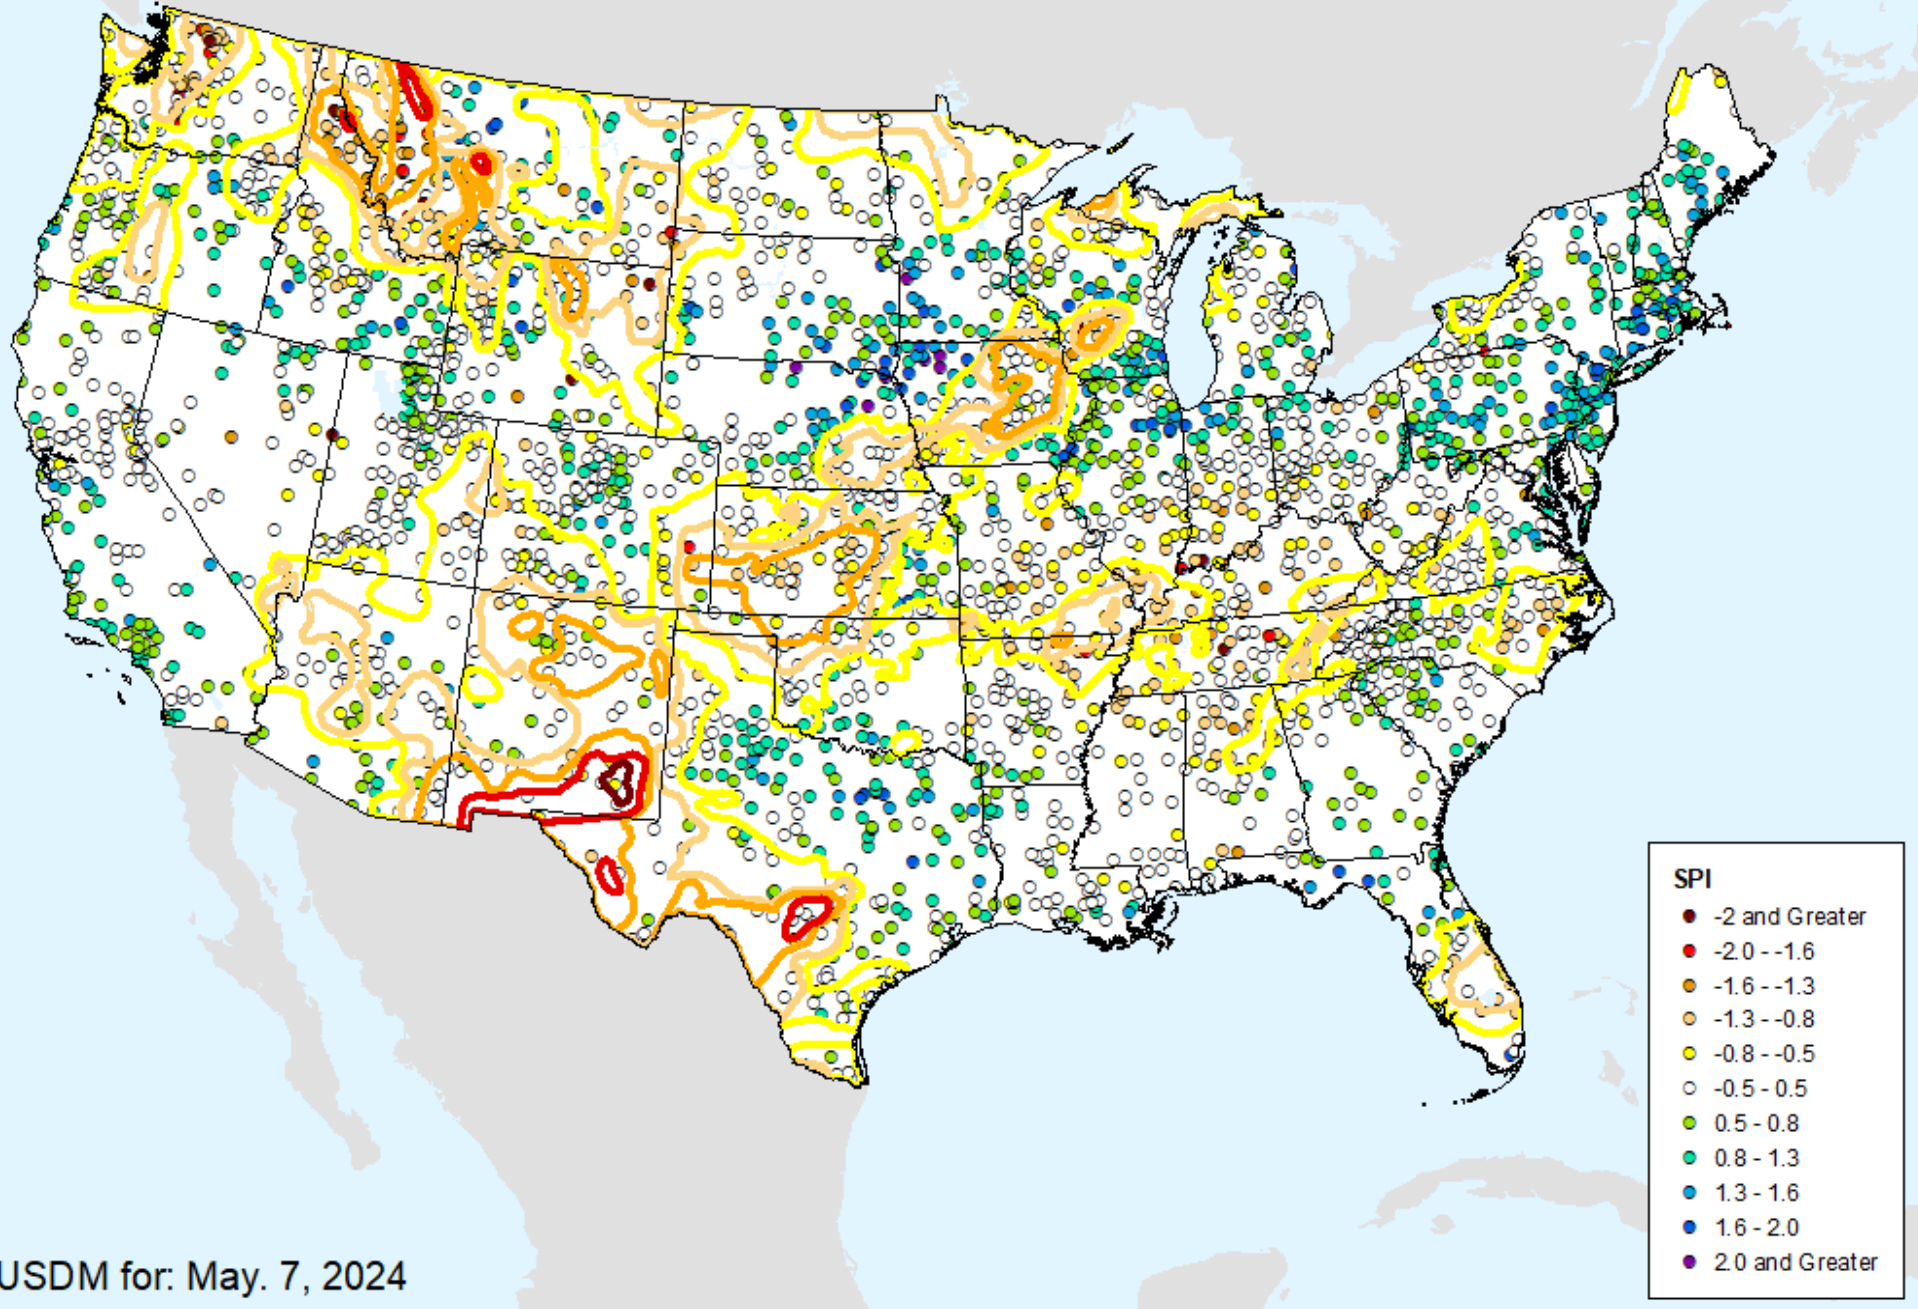 SPI
-2 and Greater
-2.0 - -1.6
-1.6 - -1.3
-1.3 - -0.8
-0.8 - -0.5
-0.5 - 0.5
0.5 - 0.8
0.8 - 1.3
1.3 - 1.6
1.6 - 2.0
2.0 and Greater
USDM for: May. 7, 2024